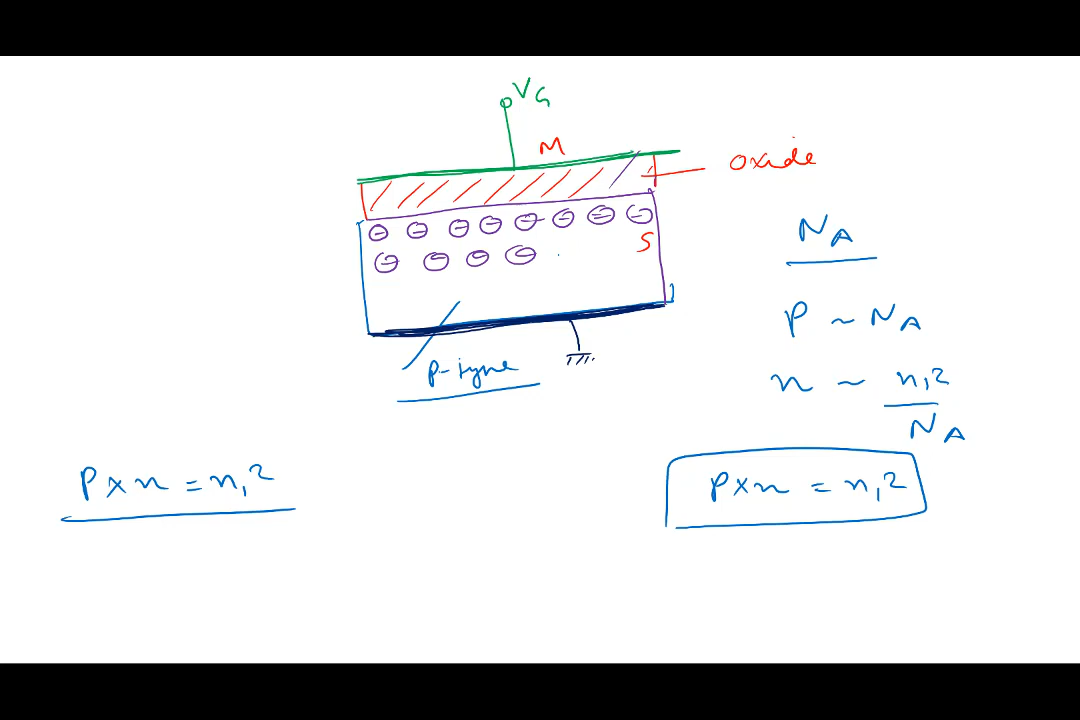 VG
M
oxide
NA
S
P ~ NA
p-type
n ~ ni²/NA
P×n = ni²
P×n = ni²